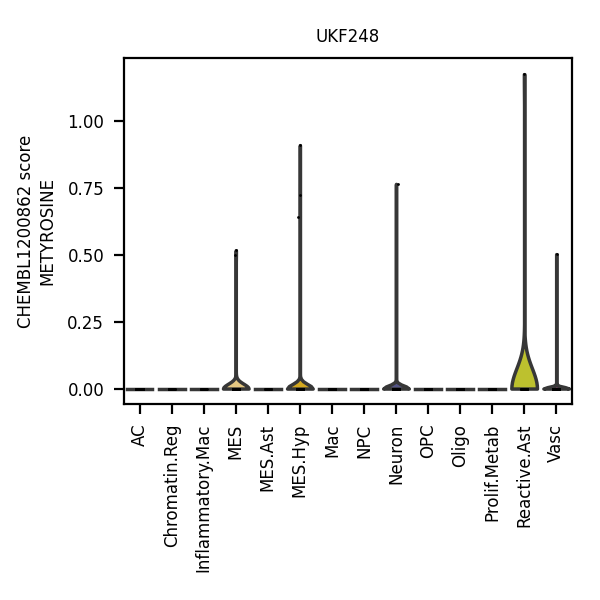 UKF248
CHEMBL1200862 score
METYROSINE
1.00
0.75
0.50
0.25
0.00
AC
Chromatin.Reg
Inflammatory.Mac
MES
MES.Ast
MES.Hyp
Mac
NPC
Neuron
OPC
Oligo
Prolif.Metab
Reactive.Ast
Vasc